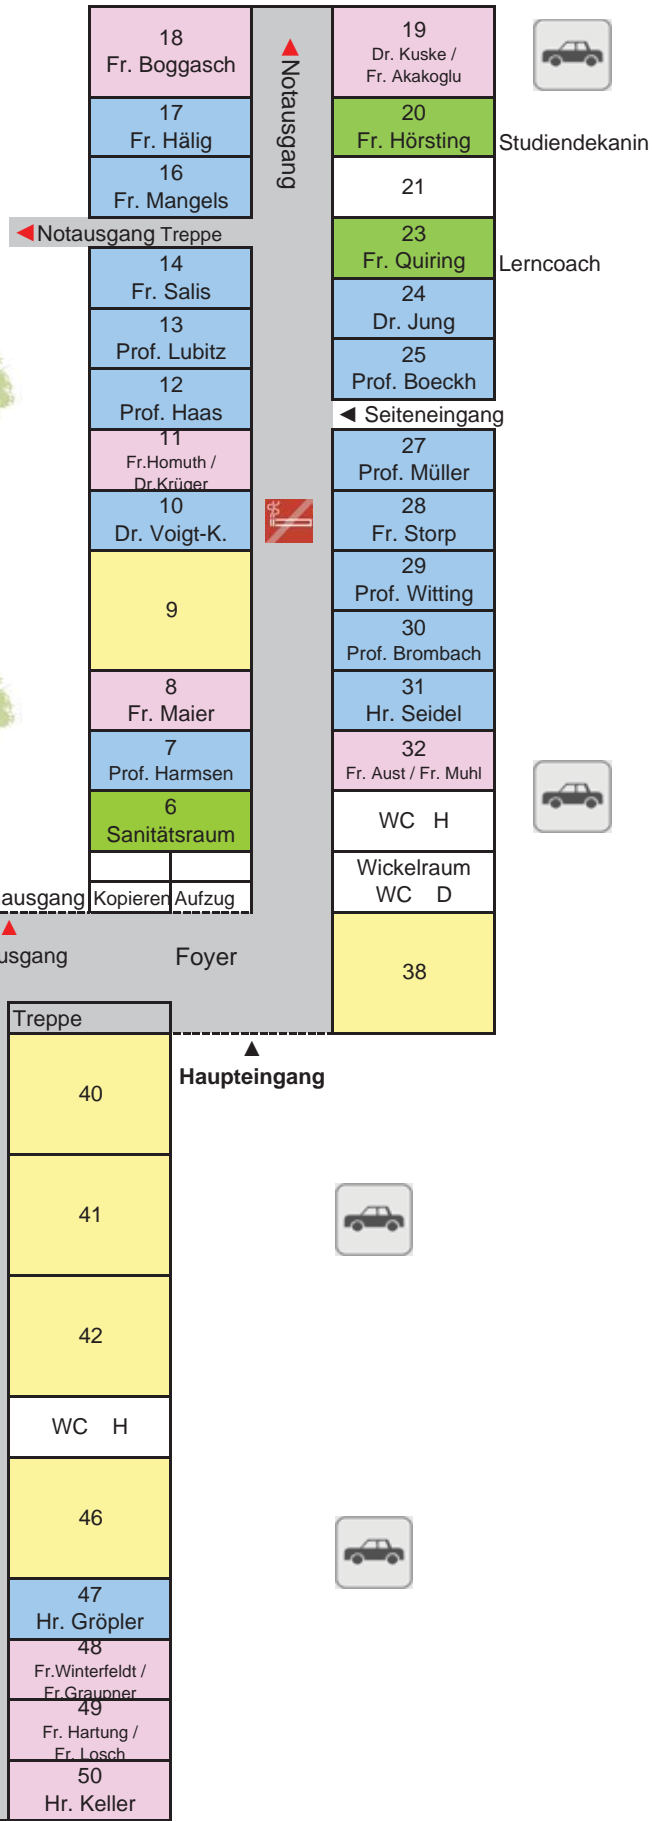 18
Fr. Boggasch
17
Fr. Hälig
16
Fr. Mangels
Notausgang Treppe
14
Fr. Salis
13
Prof. Lubitz
12
Prof. Haas
11
Fr.Homuth /
Dr.Krüger
10
Dr. Voigt-K.
9
8
Fr. Maier
7
Prof. Harmsen
6
Sanitätsraum
ausgang
Kopieren
Aufzug
usgang
Foyer
Notausgang
19
Dr. Kuske /
Fr. Akakoglu
20
Fr. Hörsting
Studiendekanin
21
23
Fr. Quiring
Lerncoach
24
Dr. Jung
25
Prof. Boeckh
Seiteneingang
27
Prof. Müller
28
Fr. Storp
29
Prof. Witting
30
Prof. Brombach
31
Hr. Seidel
32
Fr. Aust / Fr. Muhl
WC H
Wickelraum
WC D
38
Haupteingang
Treppe
40
41
42
WC H
46
47
Hr. Gröpler
48
Fr.Winterfeldt /
Fr.Graupner
49
Fr. Hartung /
Fr. Losch
50
Hr. Keller